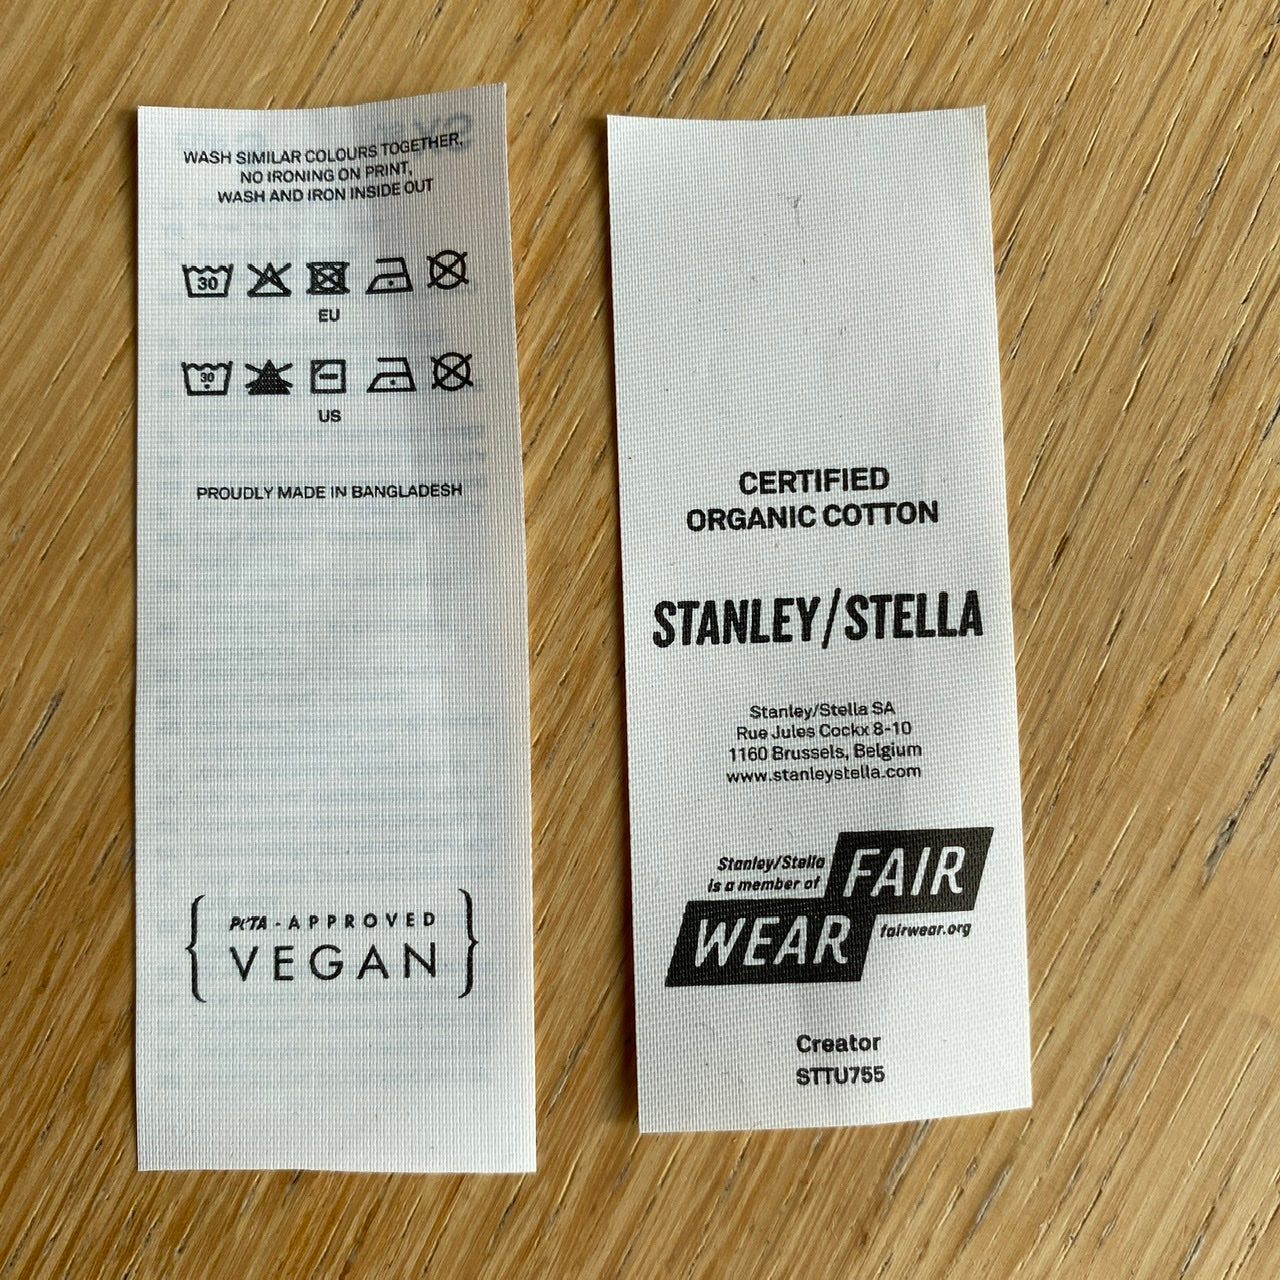 WASH SIMILAR COLOURS TOGETHER,
NO IRONING ON PRINT,
WASH AND IRON INSIDE OUT
30
EU
30
US
PROUDLY MADE IN BANGLADESH
PeTA - APPROVED
VEGAN
CERTIFIED
ORGANIC COTTON
STANLEY/STELLA
Stanley/Stella SA
Rue Jules Cockx 8-10
1160 Brussels, Belgium
www.stanleystella.com
Stanley/Stella
is a member of
FAIR
WEAR
fairwear.org
Creator
STTU755